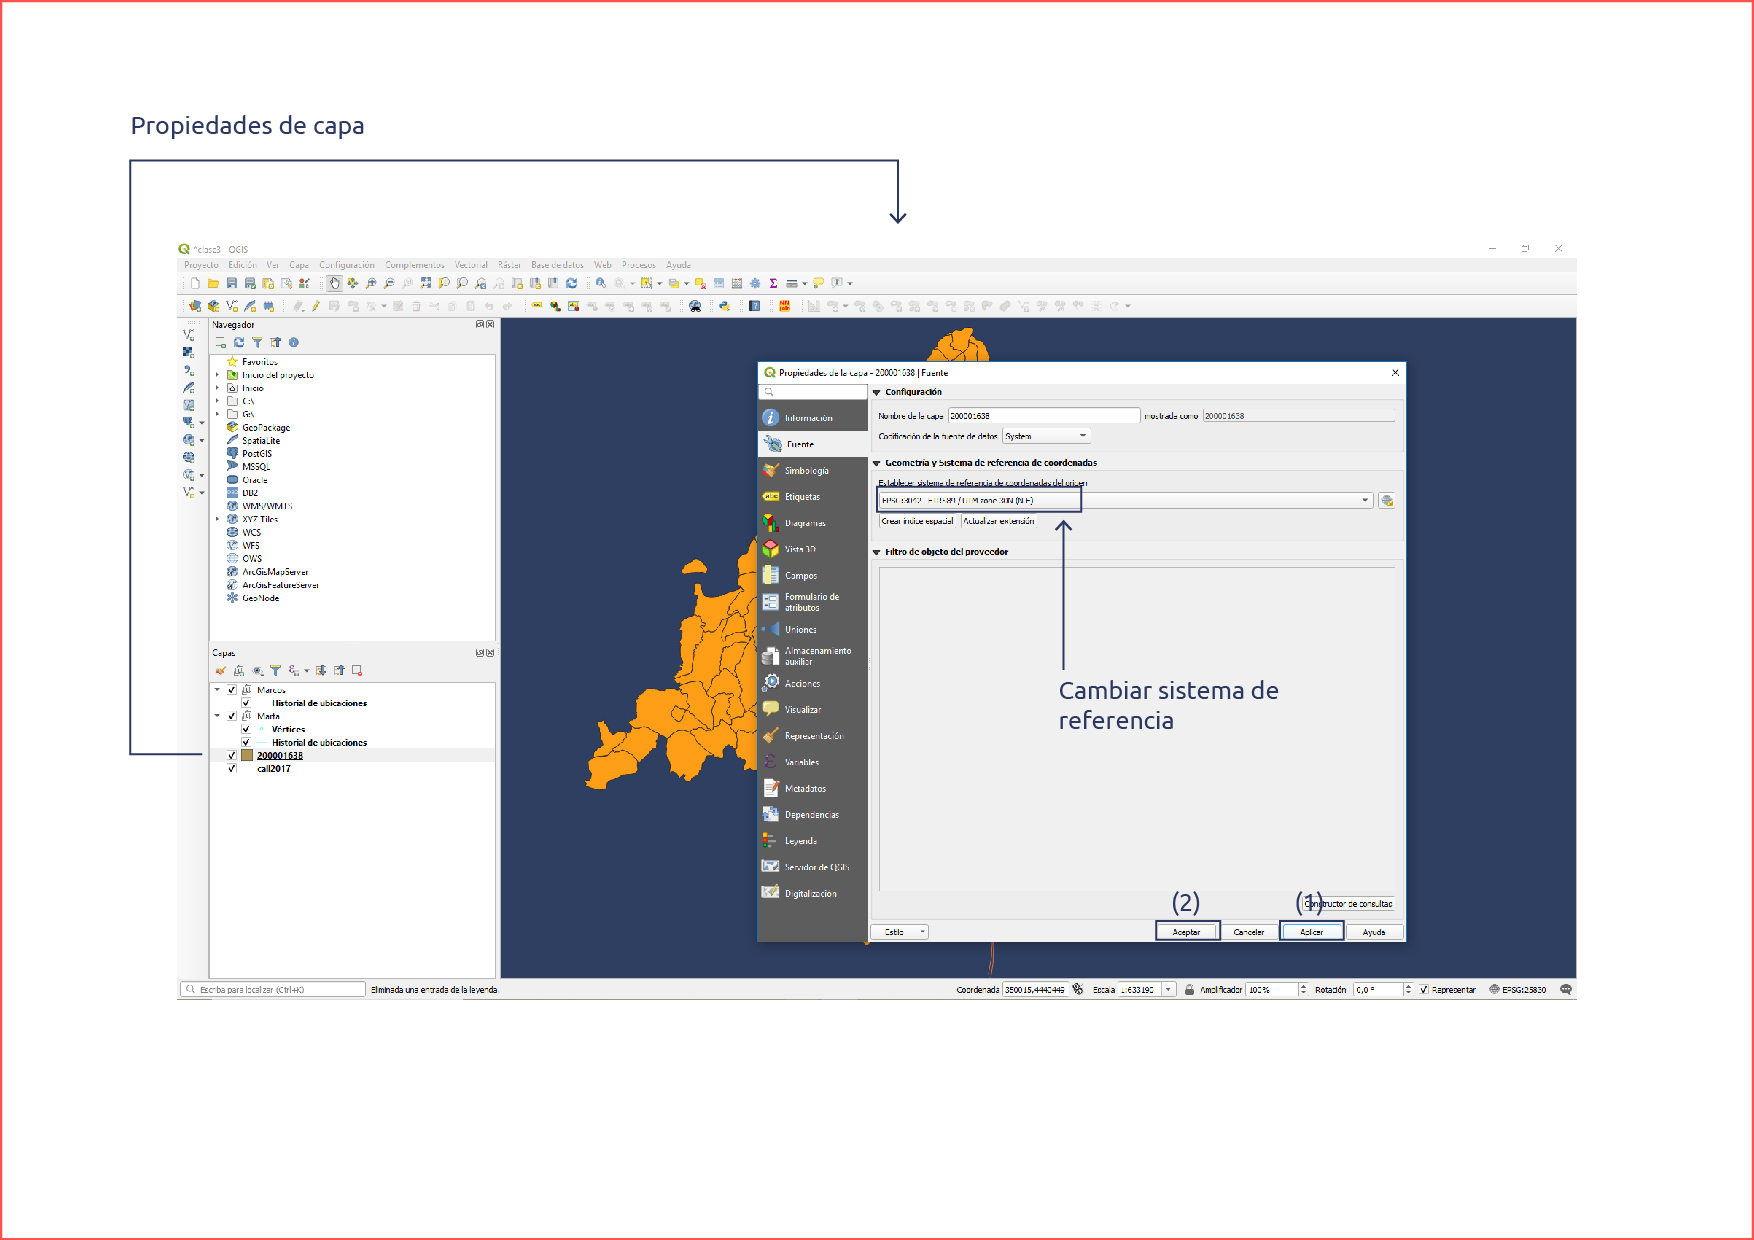 Propiedades de capa
*clase3 - QGIS
Proyecto Edición Ver Capa Configuración Complementos Vectorial Ráster Base de datos Web Procesos Ayuda
Navegador
Favoritos
Inicio del proyecto
Inicio
C:\
G:\
GeoPackage
SpatiaLite
PostGIS
MSSQL
Oracle
DB2
WMS/WMTS
XYZ Tiles
WCS
WFS
OWS
ArcGisMapServer
ArcGisFeatureServer
GeoNode
Capas
Marcos
Historial de ubicaciones
Marta
Vértices
Historial de ubicaciones
200001638
call2017
Propiedades de la capa - 200001638 | Fuente
Información
Fuente
Simbología
Etiquetas
Diagramas
Vista 3D
Campos
Formulario de
atributos
Uniones
Almacenamiento
auxiliar
Acciones
Visualizar
Representación
Variables
Metadatos
Dependencias
Leyenda
Servidor de QGIS
Digitalización
Configuración
Nombre de la capa 200001638 mostrada como 200001638
Codificación de la fuente de datos System
Geometría y Sistema de referencia de coordenadas
Establecer sistema de referencia de coordenadas del origen
EPSG:3042 - ETRS89 / UTM zone 30N (N-E)
Crear índice espacial Actualizar extensión
Filtro de objeto del proveedor
Cambiar sistema de
referencia
(2) (1)
Constructor de consultas
Estilo Aceptar Cancelar Aplicar Ayuda
Escriba para localizar (Ctrl+K) Eliminada una entrada de la leyenda. Coordenada 350015,4440449 Escala 1:633190 Amplificador 100% Rotación 0,0 ° Representar EPSG:25830